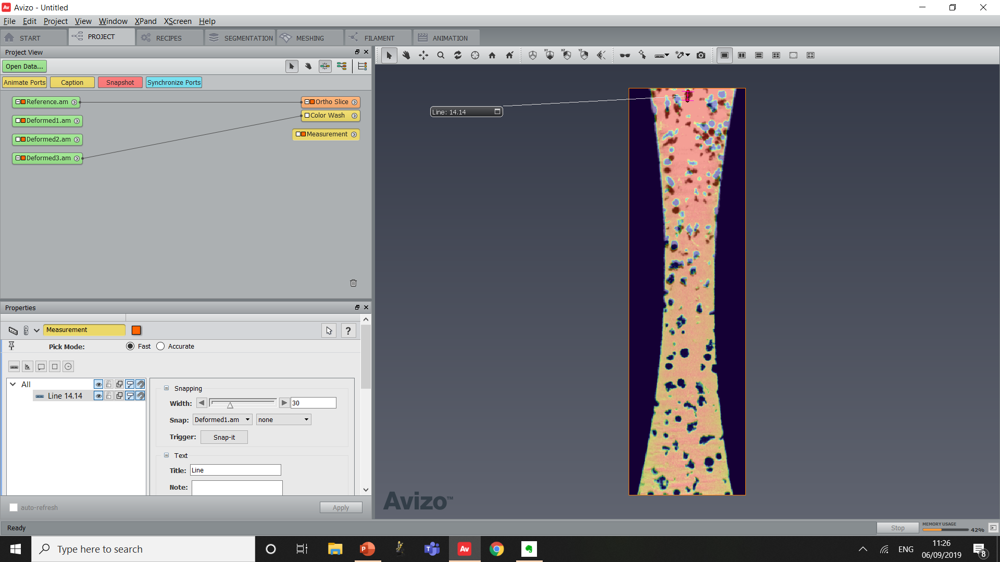 Avizo - Untitled
File Edit Project View Window XPand XScreen Help
START PROJECT RECIPES SEGMENTATION MESHING FILAMENT ANIMATION
Project View
Open Data...
Animate Ports Caption Snapshot Synchronize Ports
Reference.am
Ortho Slice
Color Wash
Deformed1.am
Measurement
Deformed2.am
Deformed3.am
XY XZ YZ
Line: 14.14
Properties
Measurement
?
Pick Mode: Fast Accurate
All
Line 14.14
Snapping
Width: 30
Snap: Deformed1.am none
Trigger: Snap-it
Text
Title: Line
Note:
auto-refresh Apply
Avizo™
Ready Stop MEMORY USAGE 42%
Type here to search
Av
ENG
11:26
06/09/2019
8